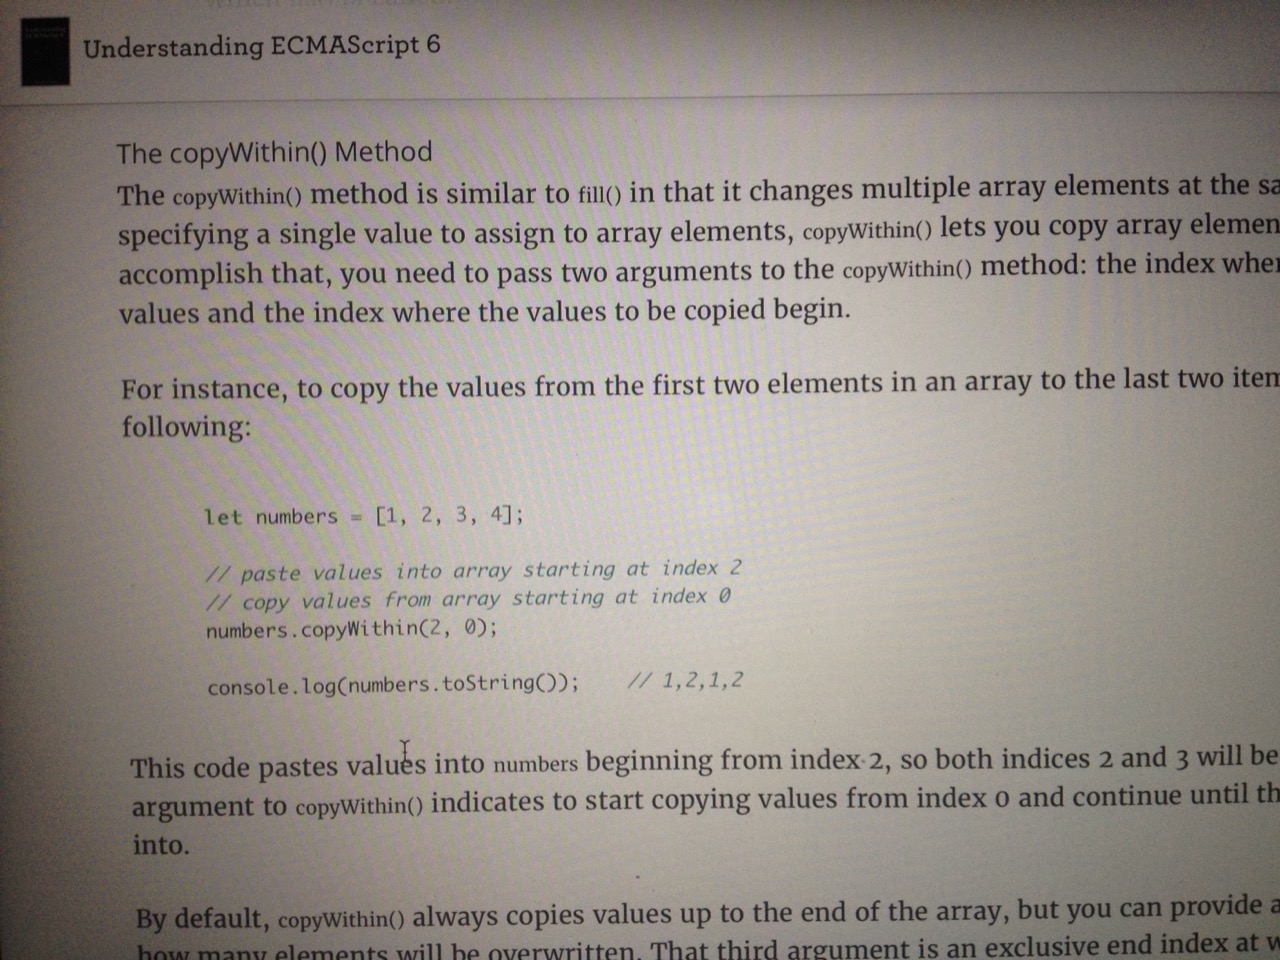 Understanding ECMAScript 6
The copyWithin() Method
The copyWithin() method is similar to fill() in that it changes multiple array elements at the
specifying a single value to assign to array elements, copyWithin() lets you copy array
accomplish that, you need to pass two arguments to the copyWithin() method: the index
values and the index where the values to be copied begin.
For instance, to copy the values from the first two elements in an array to the last two
following:
let numbers = [1, 2, 3, 4];
// paste values into array starting at index 2
// copy values from array starting at index 0
numbers.copyWithin(2, 0);
console.log(numbers.toString()); // 1,2,1,2
This code pastes values into numbers beginning from index 2, so both indices 2 and 3 will be
argument to copyWithin() indicates to start copying values from index 0 and continue until
into.
By default, copyWithin() always copies values up to the end of the array, but you can provide a
how many elements will be overwritten. That third argument is an exclusive end index at